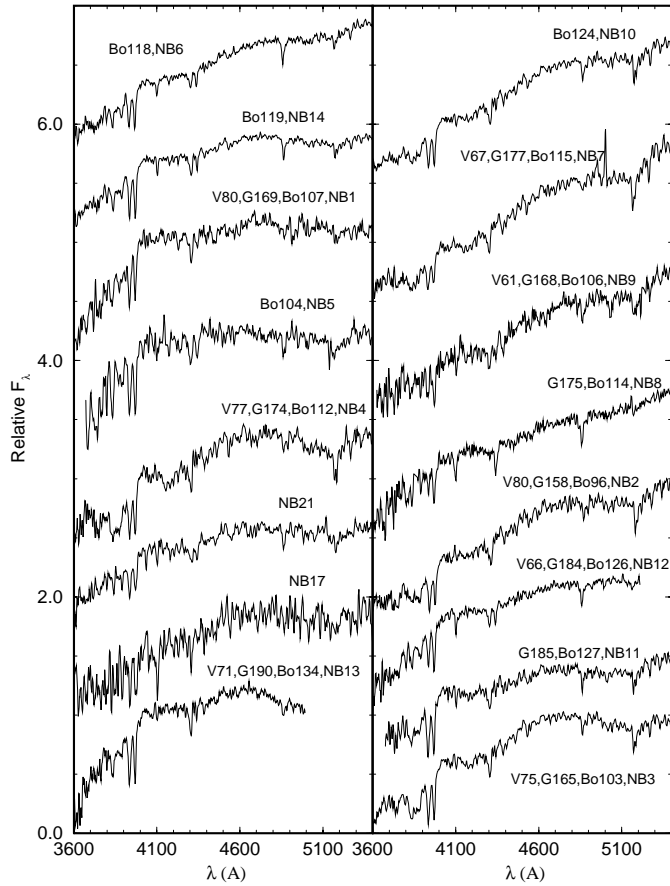 Bo118,NB6
Bo119,NB14
V80,G169,Bo107,NB1
Bo104,NB5
V77,G174,Bo112,NB4
NB21
NB17
V71,G190,Bo134,NB13
Bo124,NB10
V67,G177,Bo115,NB7
V61,G168,Bo106,NB9
G175,Bo114,NB8
V80,G158,Bo96,NB2
V66,G184,Bo126,NB12
G185,Bo127,NB11
V75,G165,Bo103,NB3
Relative Fλ
6.0
4.0
2.0
0.0
3600 4100 4600 5100 3600 4100 4600 5100
λ (A) λ (A)